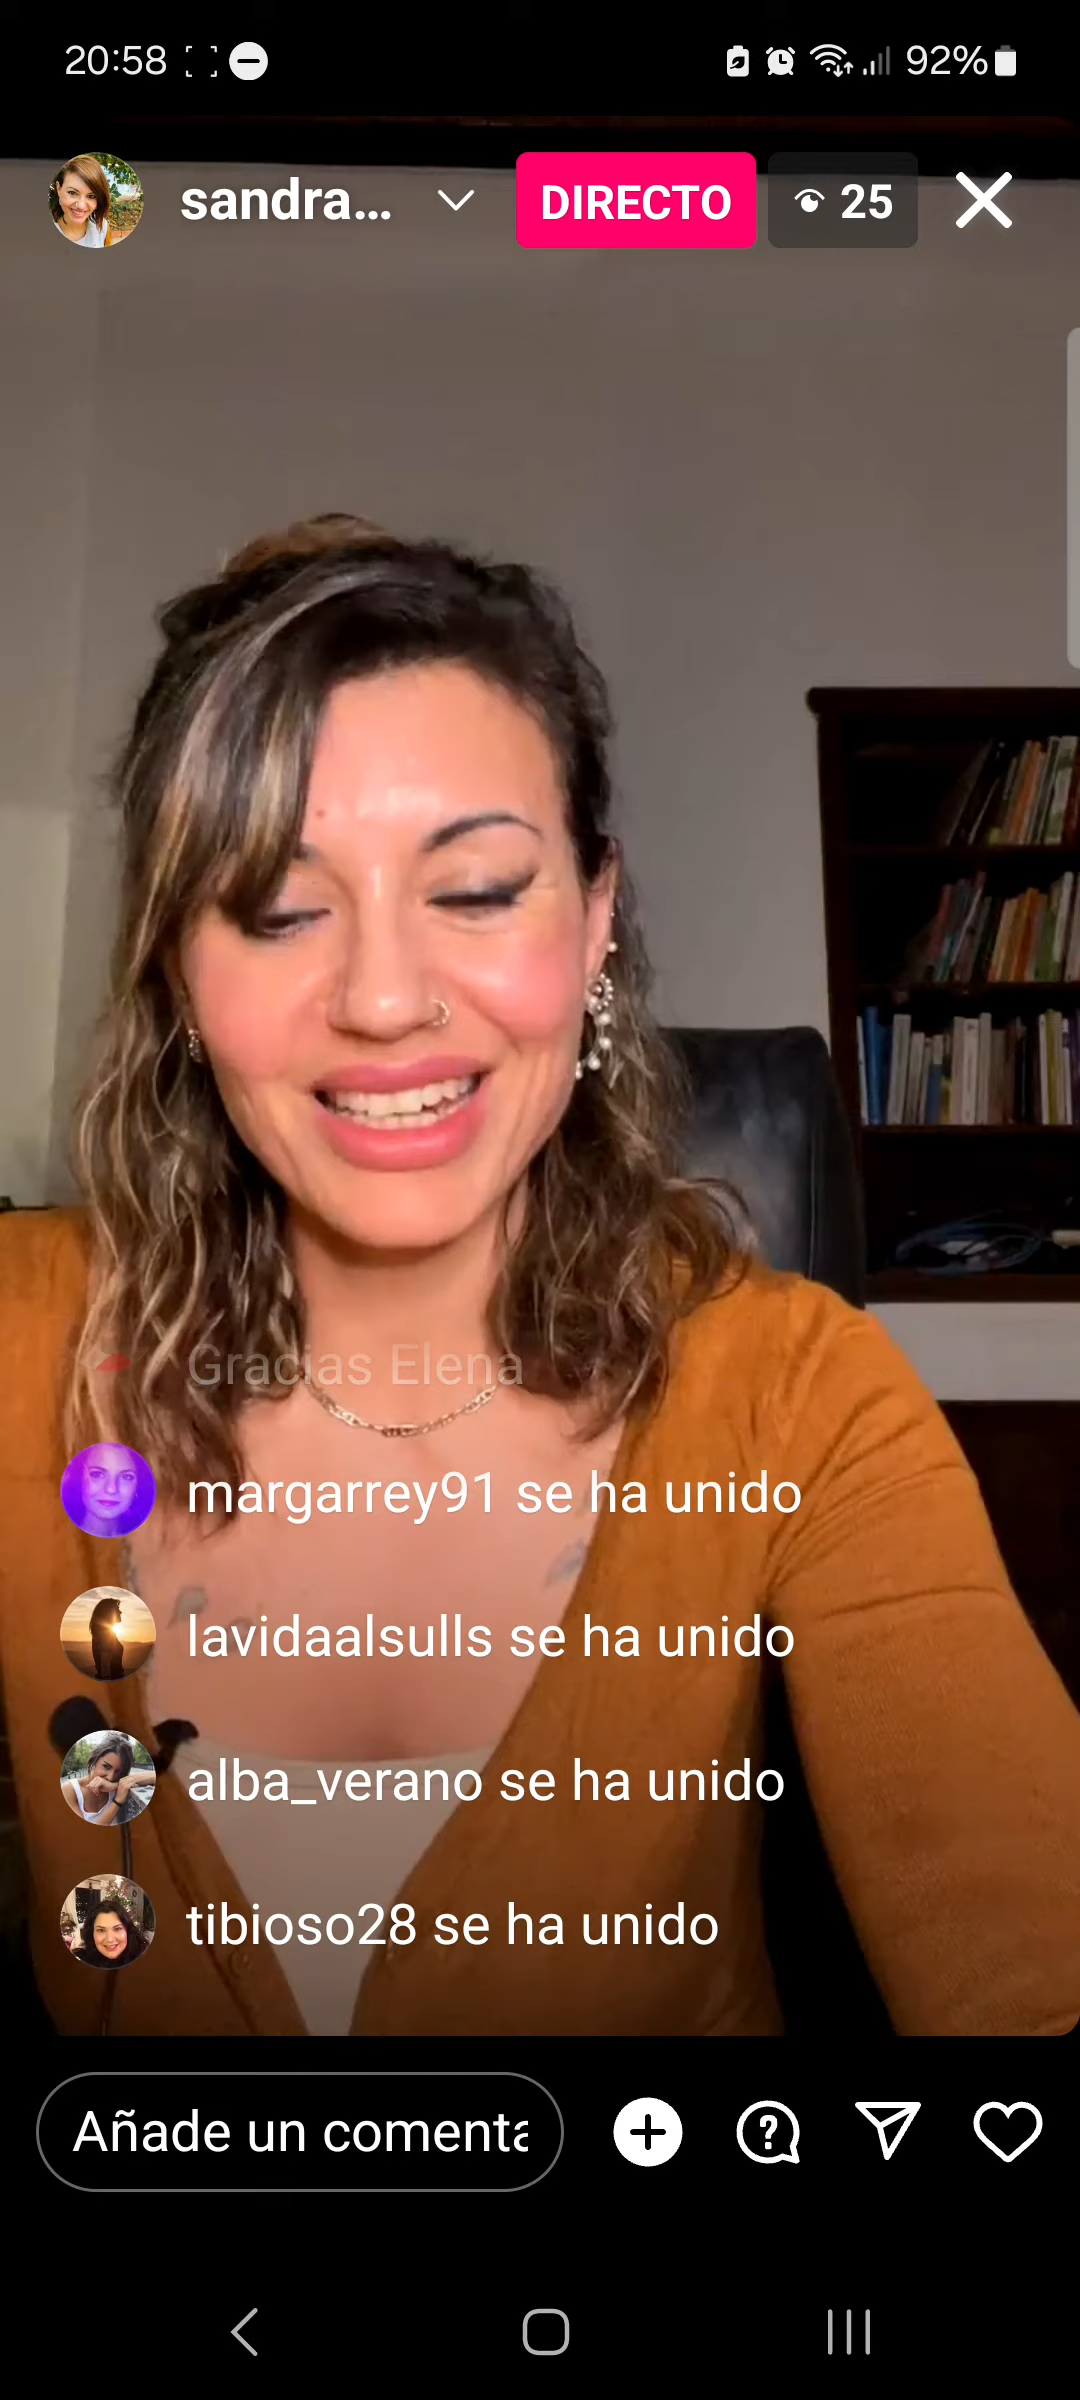 20:58
92%
sandra...
DIRECTO
25
Gracias Elena
margarrey91 se ha unido
lavidaalsulls se ha unido
alba_verano se ha unido
tibioso28 se ha unido
Añade un comenta